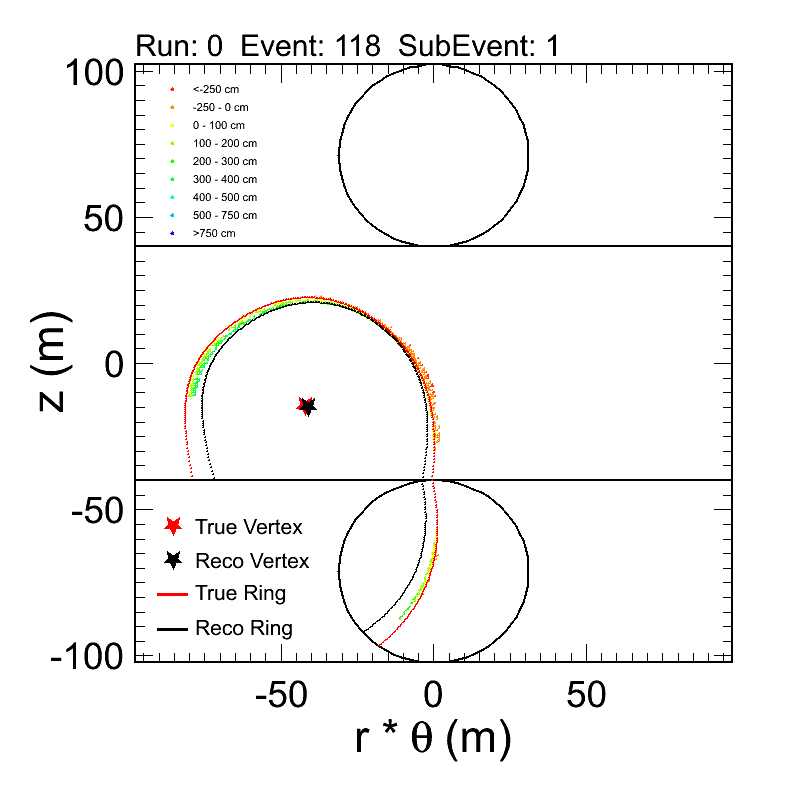 Run: 0  Event: 118  SubEvent: 1
100
<-250 cm
-250 - 0 cm
0 - 100 cm
100 - 200 cm
200 - 300 cm
300 - 400 cm
400 - 500 cm
500 - 750 cm
>750 cm
50
0
z (m)
-50
True Vertex
Reco Vertex
True Ring
Reco Ring
-100
-50 0 50
r * θ (m)